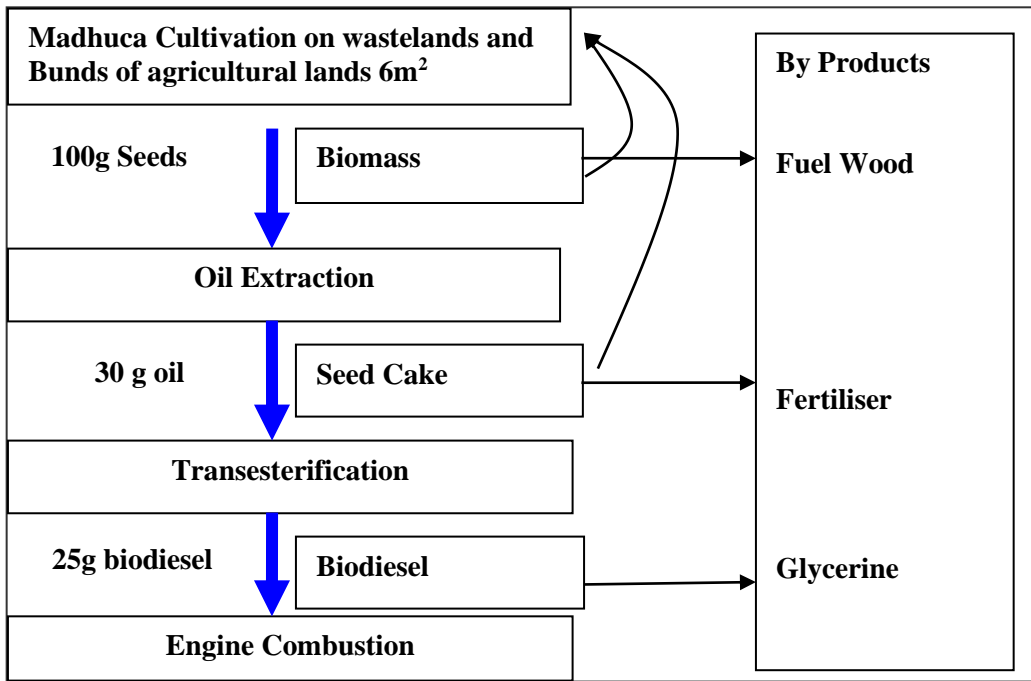 Madhuca Cultivation on wastelands and
Bunds of agricultural lands 6m²
By Products
100g Seeds
Biomass
Fuel Wood
Oil Extraction
30 g oil
Seed Cake
Fertiliser
Transesterification
25g biodiesel
Biodiesel
Glycerine
Engine Combustion